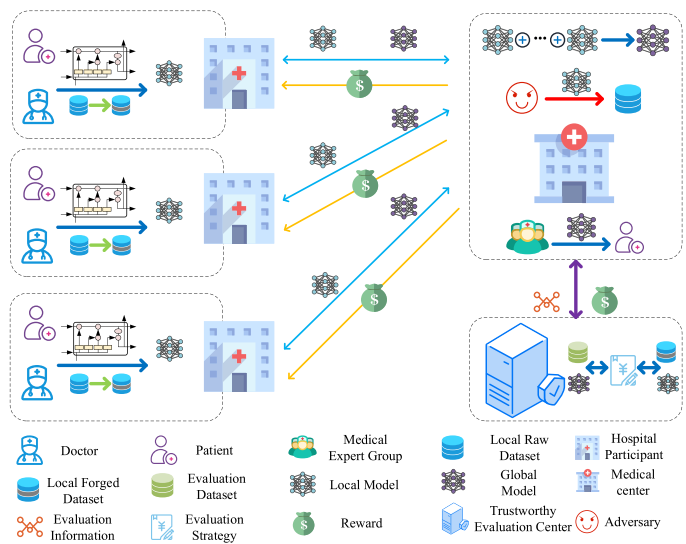 Doctor
Patient
Medical
Expert Group
Local Raw
Dataset
Hospital
Participant
Local Forged
Dataset
Evaluation
Dataset
Local Model
Global
Model
Medical
center
Evaluation
Information
Evaluation
Strategy
Reward
Trustworthy
Evaluation Center
Adversary